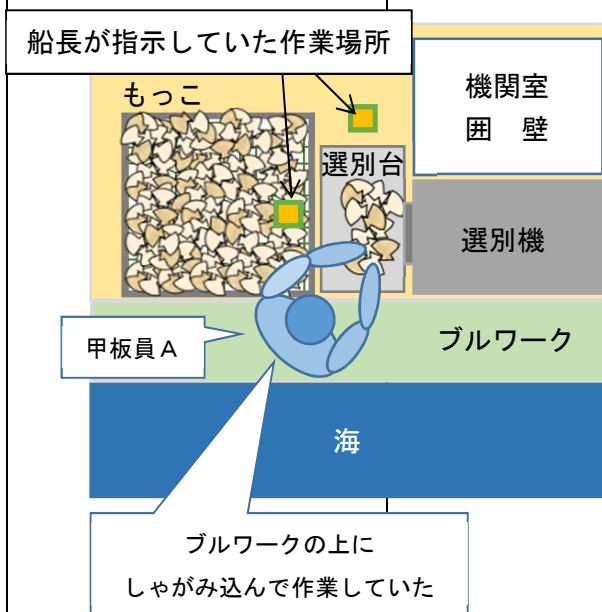 船長が指示していた作業場所
もっこ
機関室
囲　壁
選別台
選別機
甲板員Ａ
ブルワーク
海
ブルワークの上に
しゃがみ込んで作業していた